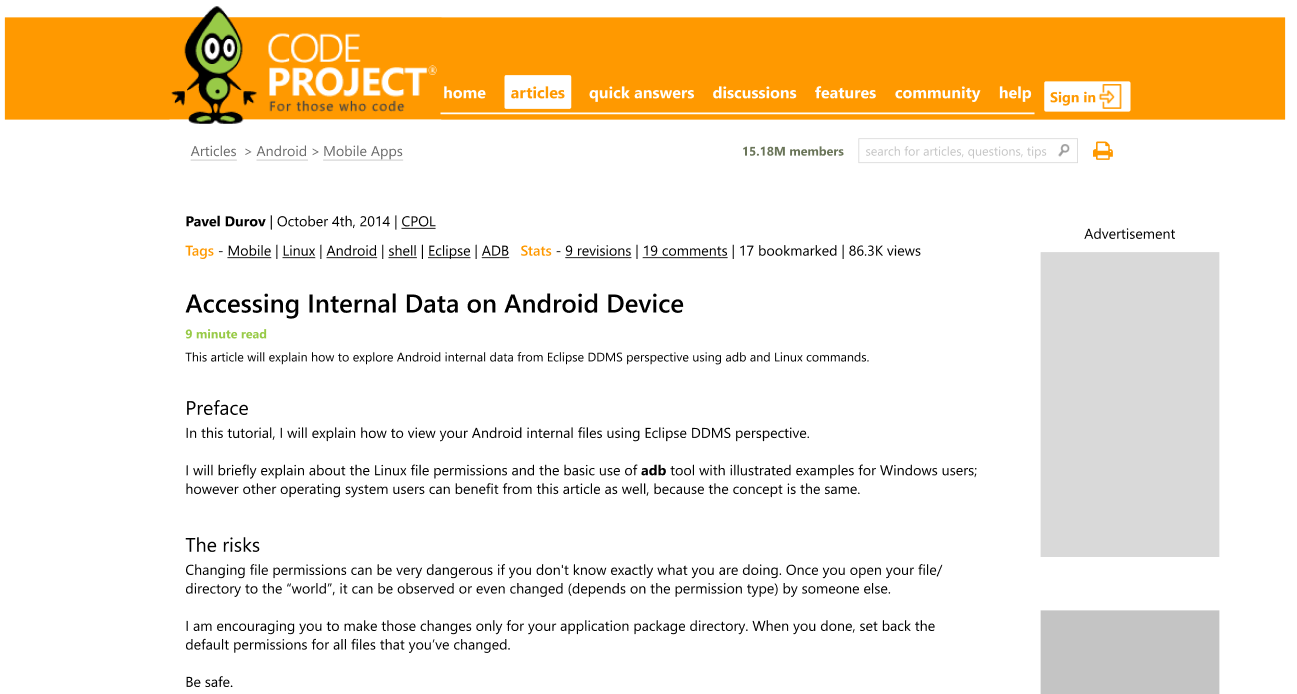 CODE
PROJECT®
For those who code
home articles quick answers discussions features community help Sign in
Articles > Android > Mobile Apps
15.18M members search for articles, questions, tips
Pavel Durov | October 4th, 2014 | CPOL
Tags - Mobile | Linux | Android | shell | Eclipse | ADB Stats - 9 revisions | 19 comments | 17 bookmarked | 86.3K views
Advertisement
Accessing Internal Data on Android Device
9 minute read
This article will explain how to explore Android internal data from Eclipse DDMS perspective using adb and Linux commands.
Preface
In this tutorial, I will explain how to view your Android internal files using Eclipse DDMS perspective.
I will briefly explain about the Linux file permissions and the basic use of adb tool with illustrated examples for Windows users;
however other operating system users can benefit from this article as well, because the concept is the same.
The risks
Changing file permissions can be very dangerous if you don't know exactly what you are doing. Once you open your file/
directory to the “world”, it can be observed or even changed (depends on the permission type) by someone else.
I am encouraging you to make those changes only for your application package directory. When you done, set back the
default permissions for all files that you’ve changed.
Be safe.